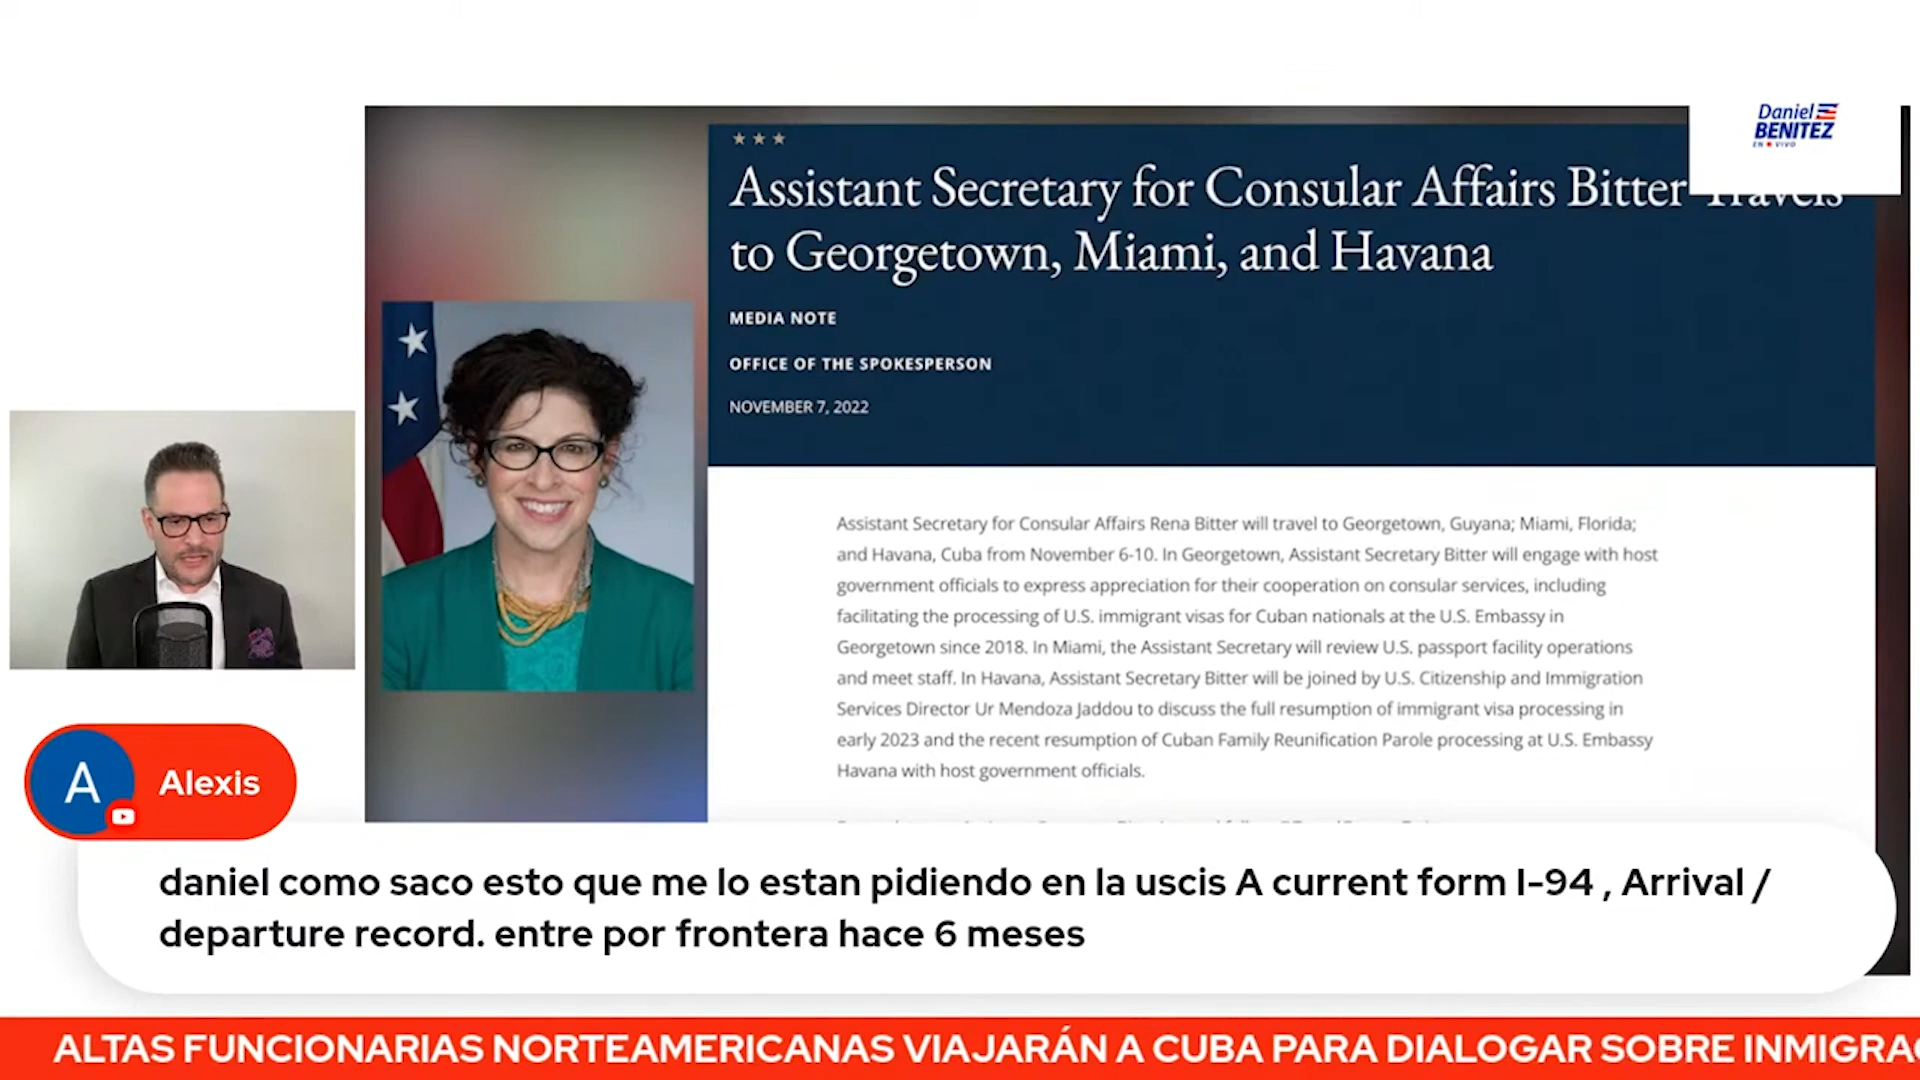 Daniel
BENITEZ
EN VIVO
Assistant Secretary for Consular Affairs Bitter Travels
to Georgetown, Miami, and Havana
MEDIA NOTE
OFFICE OF THE SPOKESPERSON
NOVEMBER 7, 2022
Assistant Secretary for Consular Affairs Rena Bitter will travel to Georgetown, Guyana; Miami, Florida;
and Havana, Cuba from November 6-10. In Georgetown, Assistant Secretary Bitter will engage with host
government officials to express appreciation for their cooperation on consular services, including
facilitating the processing of U.S. immigrant visas for Cuban nationals at the U.S. Embassy in
Georgetown since 2018. In Miami, the Assistant Secretary will review U.S. passport facility operations
and meet staff. In Havana, Assistant Secretary Bitter will be joined by U.S. Citizenship and Immigration
Services Director Ur Mendoza Jaddou to discuss the full resumption of immigrant visa processing in
early 2023 and the recent resumption of Cuban Family Reunification Parole processing at U.S. Embassy
Havana with host government officials.
A
Alexis
daniel como saco esto que me lo estan pidiendo en la uscis A current form I-94 , Arrival /
departure record. entre por frontera hace 6 meses
ALTAS FUNCIONARIAS NORTEAMERICANAS VIAJARÁN A CUBA PARA DIALOGAR SOBRE INMIGRA